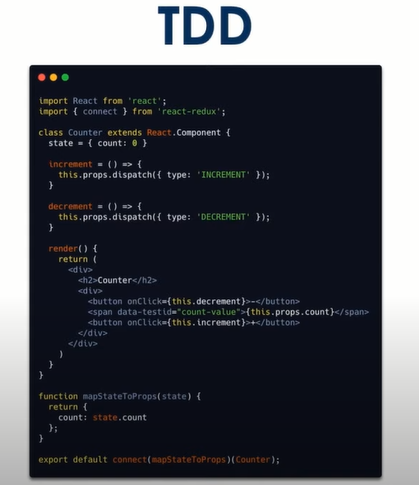 TDD
import React from 'react';
import { connect } from 'react-redux';
class Counter extends React.Component {
state = { count: 0 }
increment = () => {
this.props.dispatch({ type: 'INCREMENT' });
}
decrement = () => {
this.props.dispatch({ type: 'DECREMENT' });
}
render() {
return (
<div>
<h2>Counter</h2>
<div>
<button onClick={this.decrement}>-</button>
<span data-testid="count-value">{this.props.count}</span>
<button onClick={this.increment}>+</button>
</div>
</div>
)
}
}
function mapStateToProps(state) {
return {
count: state.count
};
}
export default connect(mapStateToProps)(Counter);